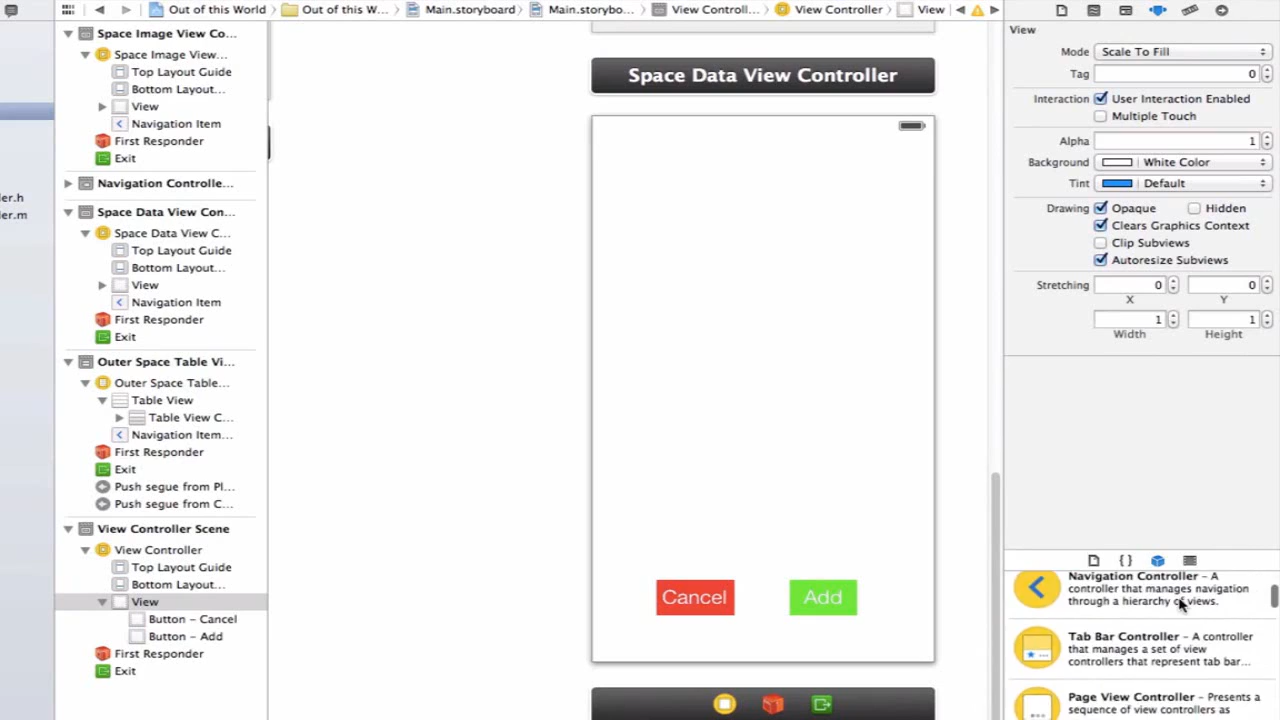 Out of this World
Out of this W...
Main.storyboard
Main.storybo...
View Controll...
View Controller
View
ler.h
ler.m
Space Image View Co...
Space Image View...
Top Layout Guide
Bottom Layout...
View
Navigation Item
First Responder
Exit
Navigation Controlle...
Space Data View Con...
Space Data View C...
Top Layout Guide
Bottom Layout...
View
Navigation Item
First Responder
Exit
Outer Space Table Vi...
Outer Space Table...
Table View
Table View C...
Navigation Item...
First Responder
Exit
Push segue from Pl...
Push segue from C...
View Controller Scene
View Controller
Top Layout Guide
Bottom Layout...
View
Button – Cancel
Button – Add
First Responder
Exit
Space Data View Controller
Cancel
Add
View
Mode Scale To Fill
Tag 0
Interaction User Interaction Enabled
Multiple Touch
Alpha 1
Background White Color
Tint Default
Drawing Opaque Hidden
Clears Graphics Context
Clip Subviews
Autoresize Subviews
Stretching 0 0
X Y
1 1
Width Height
{ }
Navigation Controller – A
controller that manages navigation
through a hierarchy of views.
Tab Bar Controller – A controller
that manages a set of view
controllers that represent tab bar...
Page View Controller – Presents a
sequence of view controllers as